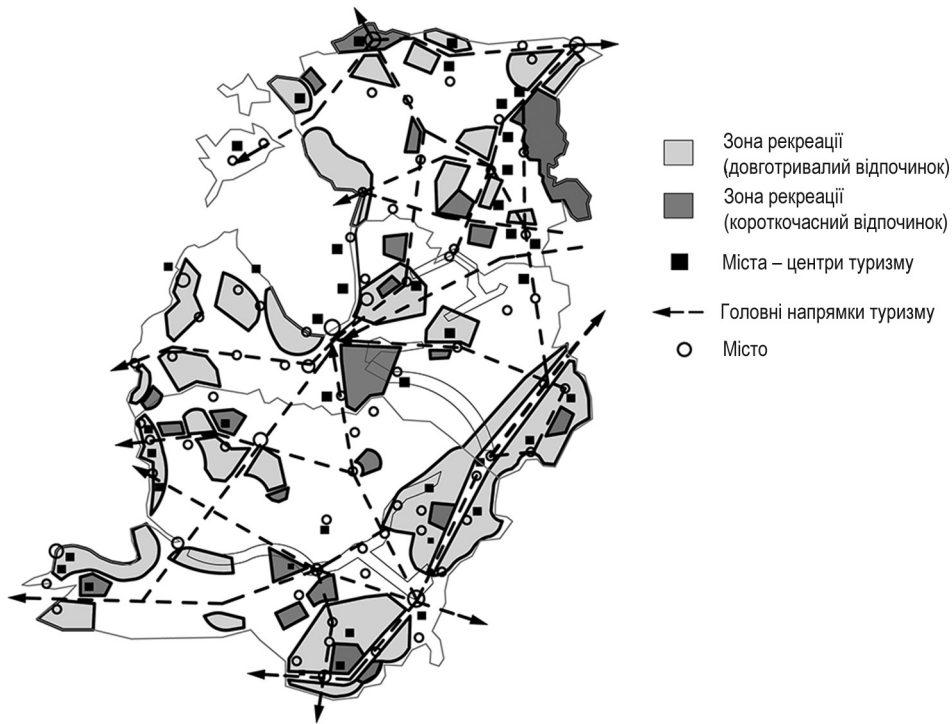 Зона рекреації
(довготривалий відпочинок)
Зона рекреації
(короткочасний відпочинок)
Міста – центри туризму
Головні напрямки туризму
Місто